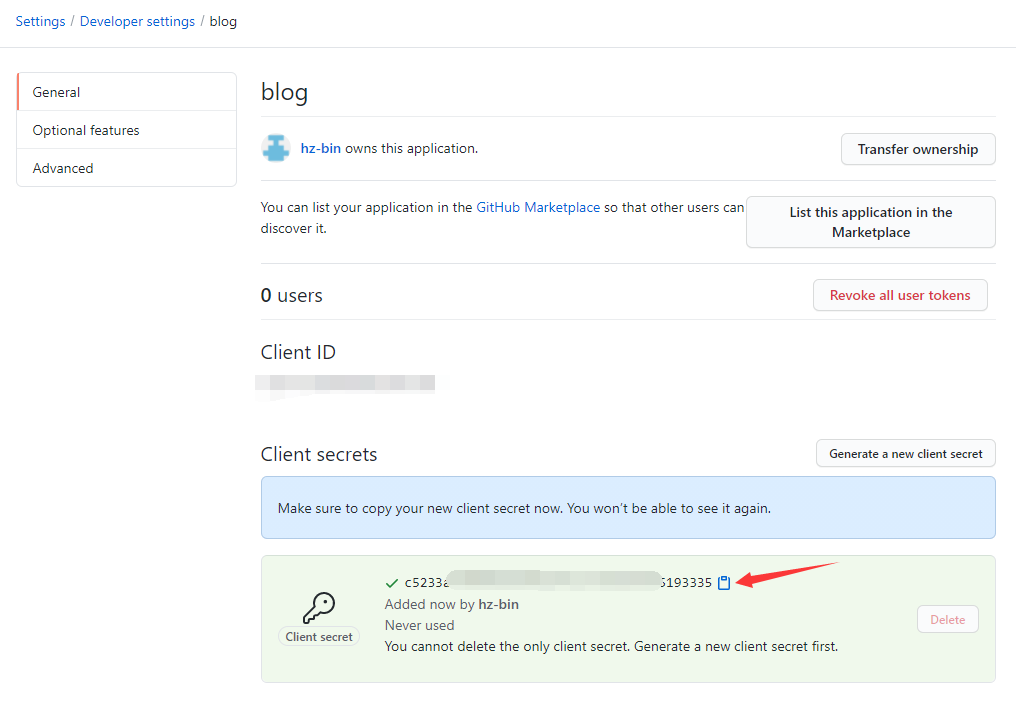 Settings / Developer settings / blog
General
Optional features
Advanced
blog
hz-bin owns this application.
Transfer ownership
You can list your application in the GitHub Marketplace so that other users can
discover it.
List this application in the
Marketplace
0 users
Revoke all user tokens
Client ID
Client secrets
Generate a new client secret
Make sure to copy your new client secret now. You won't be able to see it again.
Client secret
c5233 193335
Added now by hz-bin
Never used
You cannot delete the only client secret. Generate a new client secret first.
Delete